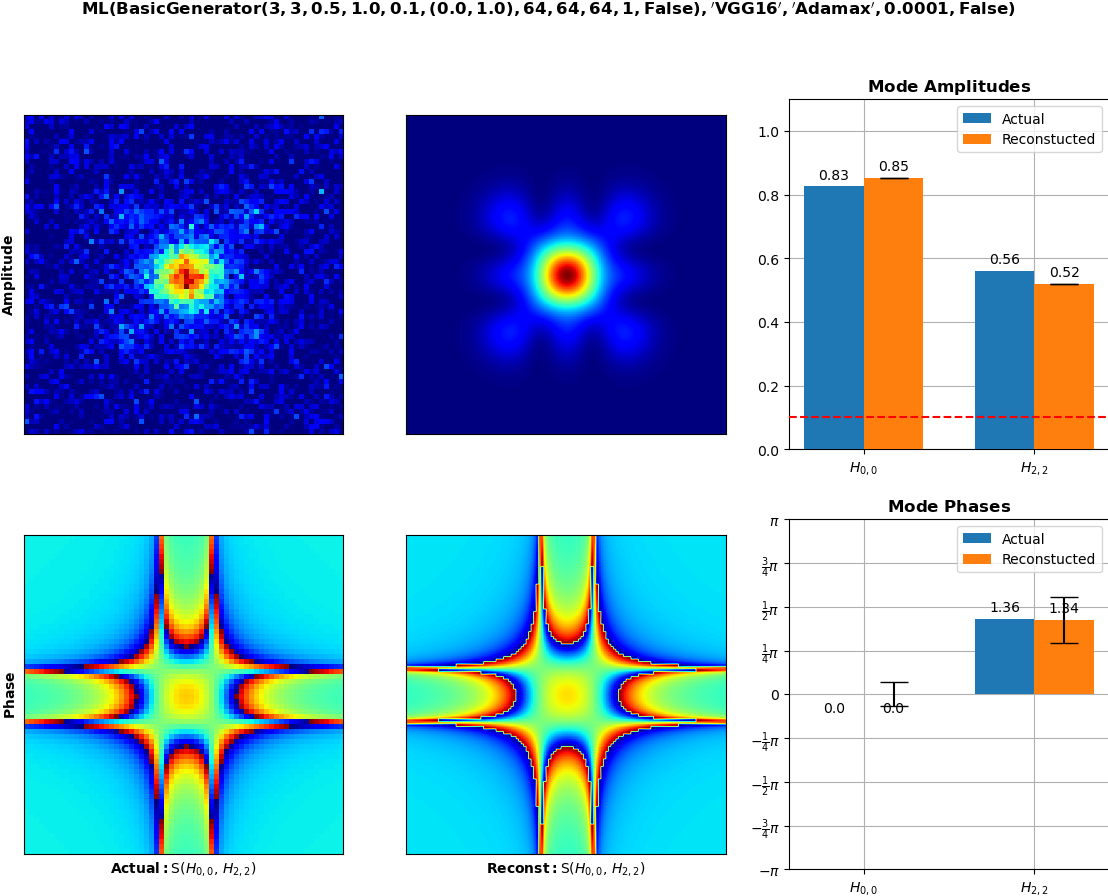 ML(BasicGenerator(3, 3, 0.5, 1.0, 0.1, (0.0, 1.0), 64, 64, 64, 1, False), ′VGG16′, ′Adamax′, 0.0001, False)
Mode Amplitudes
Actual
Reconstucted
1.0
0.8
0.6
0.4
0.2
0.0
0.83
0.85
0.56
0.52
H0,0
H2,2
Amplitude
Mode Phases
Actual
Reconstucted
π
3/4π
1/2π
1/4π
0
−1/4π
−1/2π
−3/4π
−π
0.0
0.0
1.36
1.34
H0,0
H2,2
Phase
Actual: S(H0,0, H2,2)
Reconst: S(H0,0, H2,2)